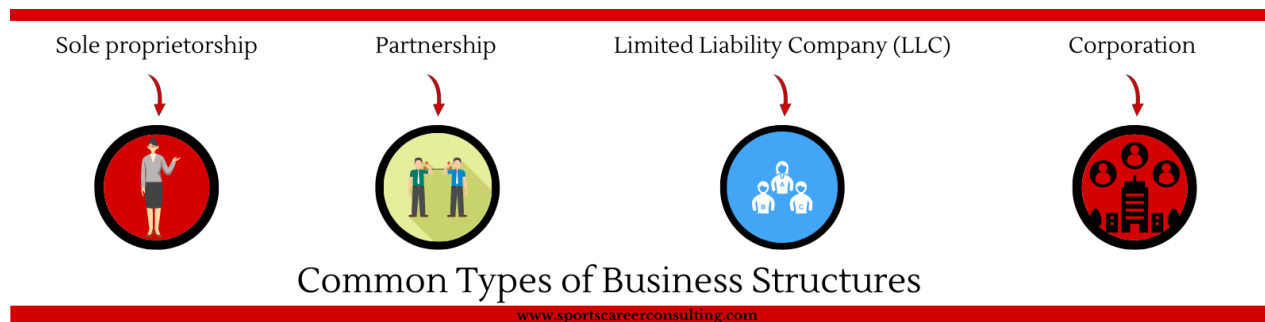 Sole proprietorship
Partnership
Limited Liability Company (LLC)
Corporation
A
B
C
Common Types of Business Structures
www.sportscareerconsulting.com